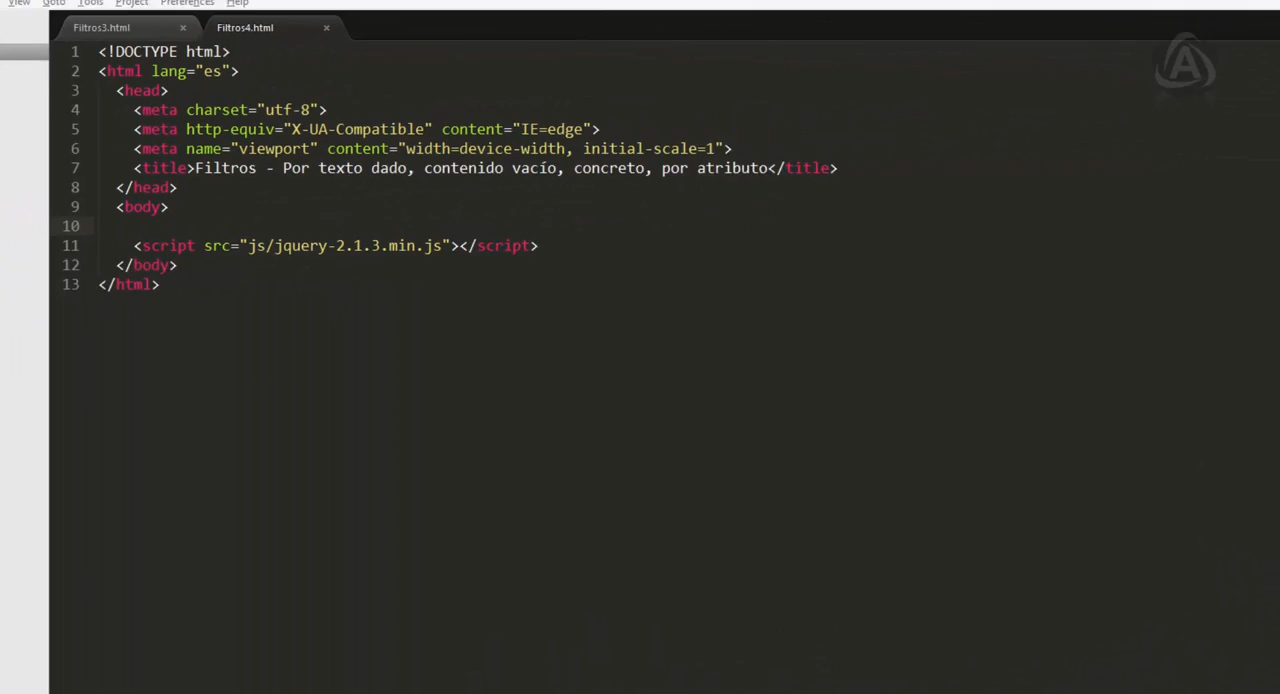 View Goto Tools Project Preferences Help
Filtros3.html × Filtros4.html ×
1 <!DOCTYPE html>
2 <html lang="es">
3 <head>
4 <meta charset="utf-8">
5 <meta http-equiv="X-UA-Compatible" content="IE=edge">
6 <meta name="viewport" content="width=device-width, initial-scale=1">
7 <title>Filtros - Por texto dado, contenido vacío, concreto, por atributo</title>
8 </head>
9 <body>
10
11 <script src="js/jquery-2.1.3.min.js"></script>
12 </body>
13 </html>
A